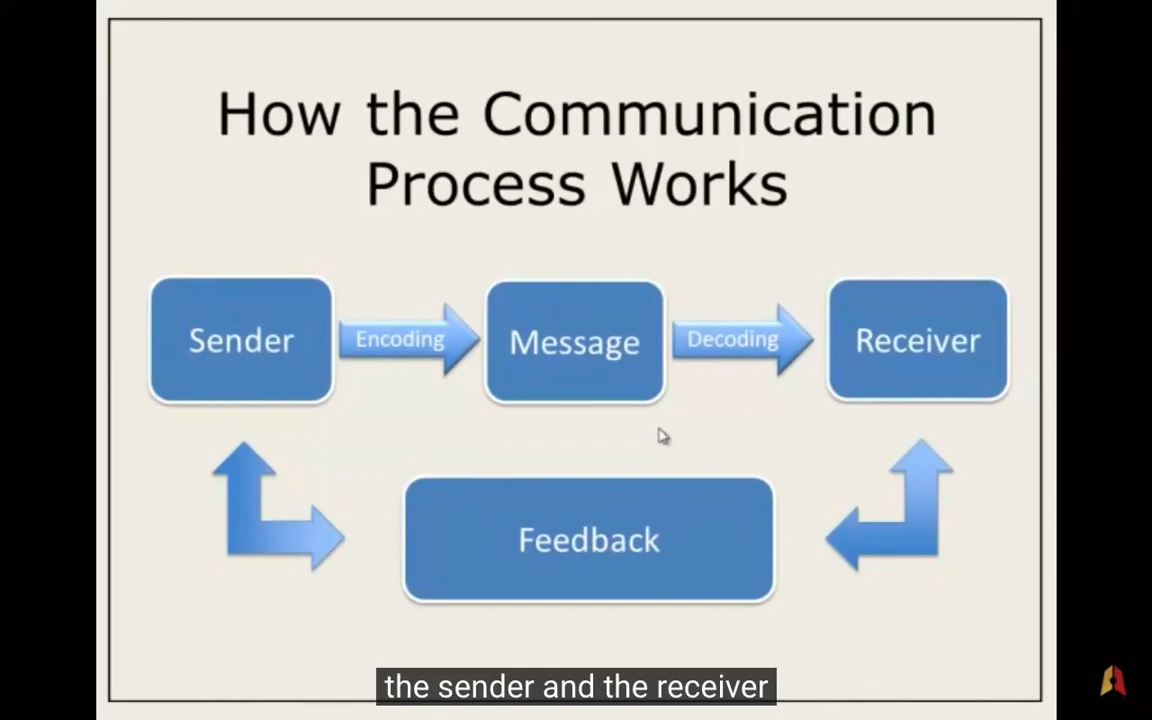 How the Communication
Process Works
Sender
Encoding
Message
Decoding
Receiver
Feedback
the sender and the receiver